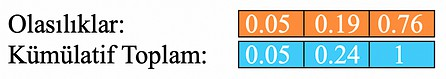 Olasılıklar: 0.05 0.19 0.76
Kümülatif Toplam: 0.05 0.24 1